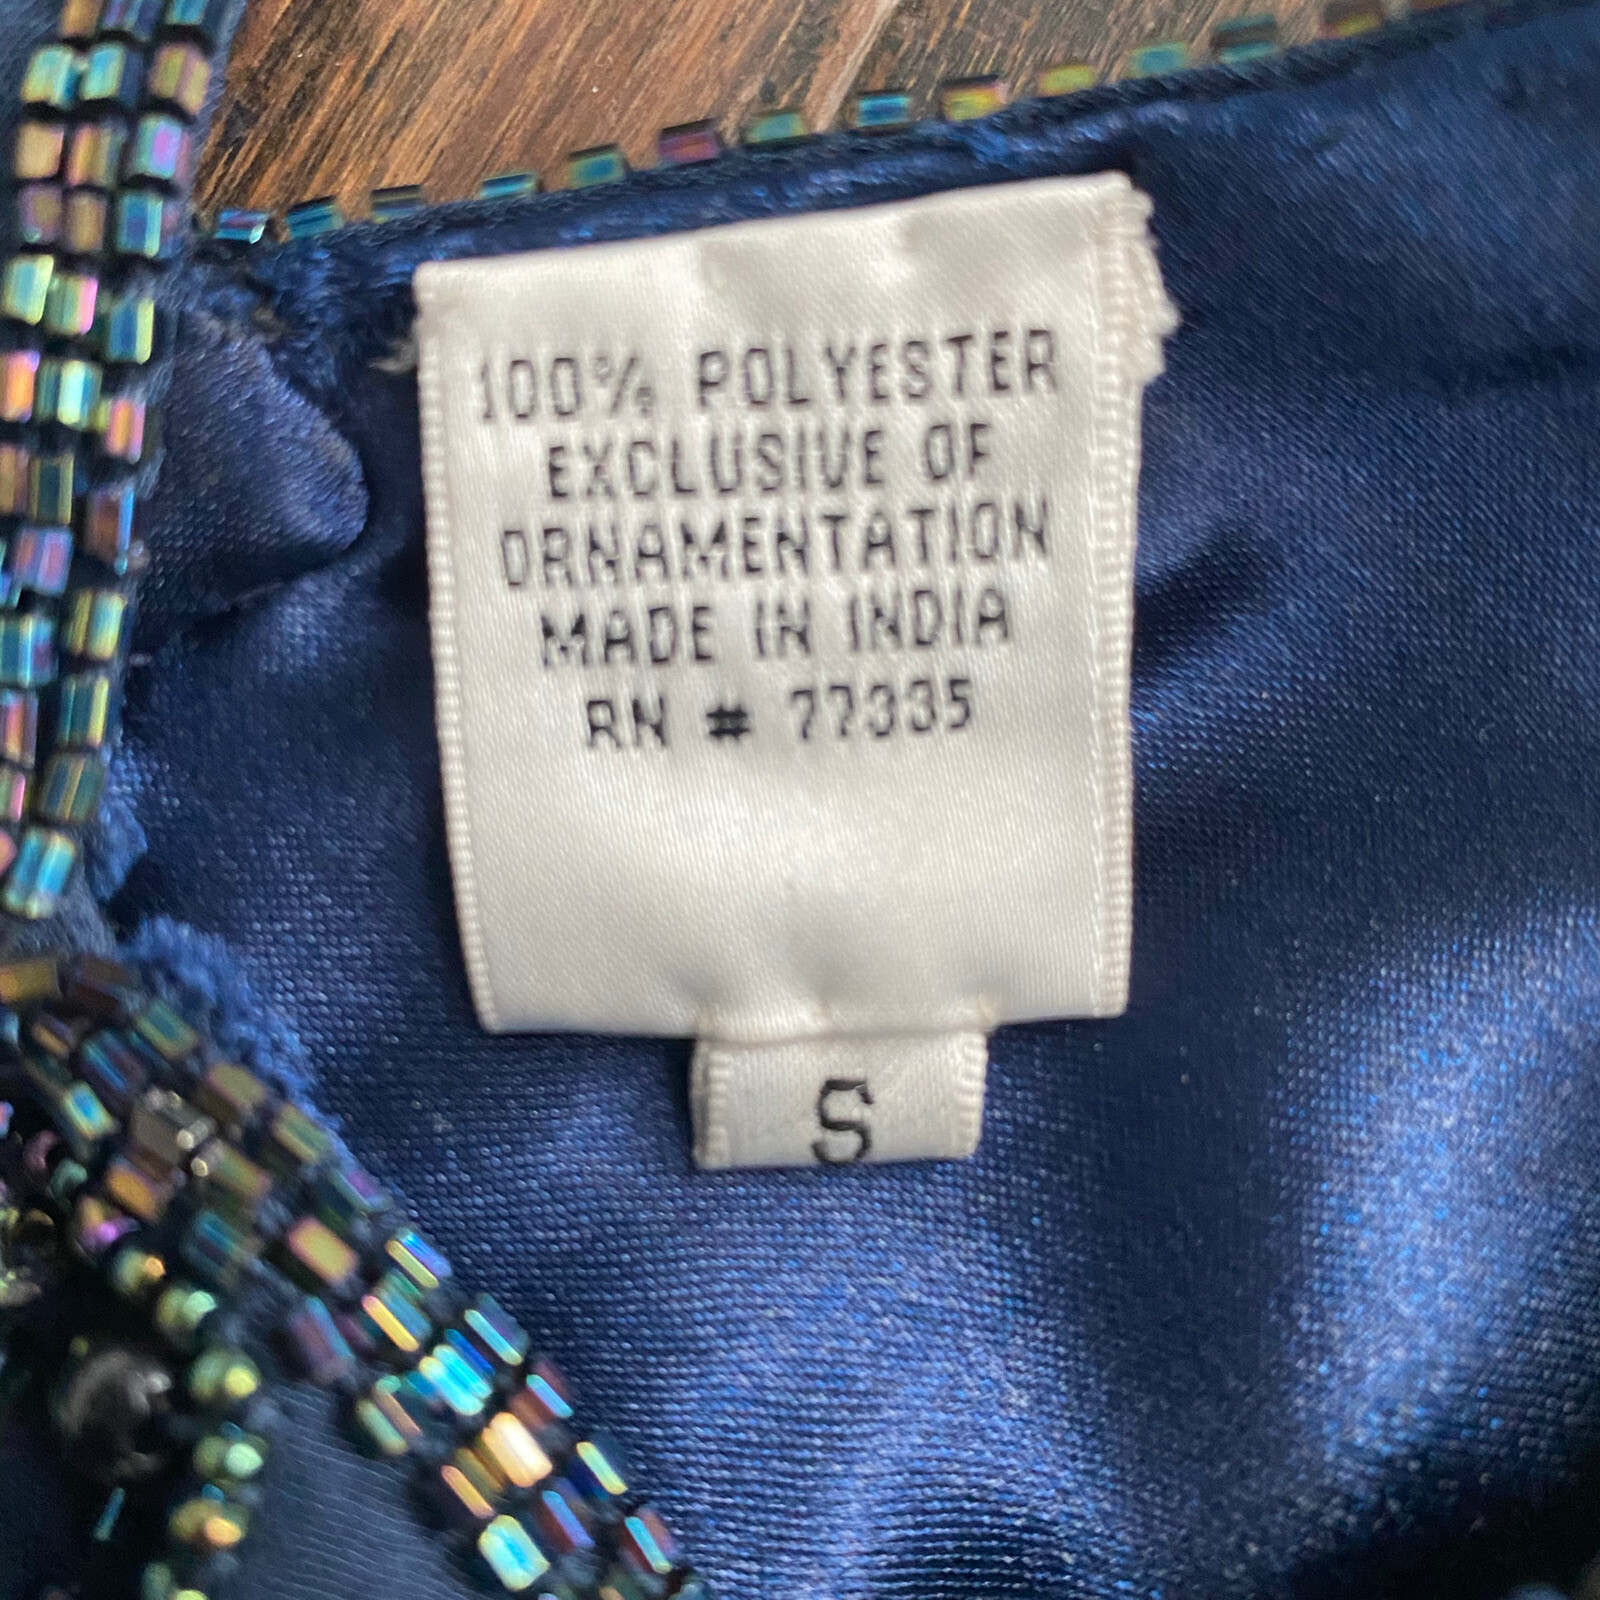 100% POLYESTER
EXCLUSIVE OF
ORNAMENTATION
MADE IN INDIA
RN # 77335
S